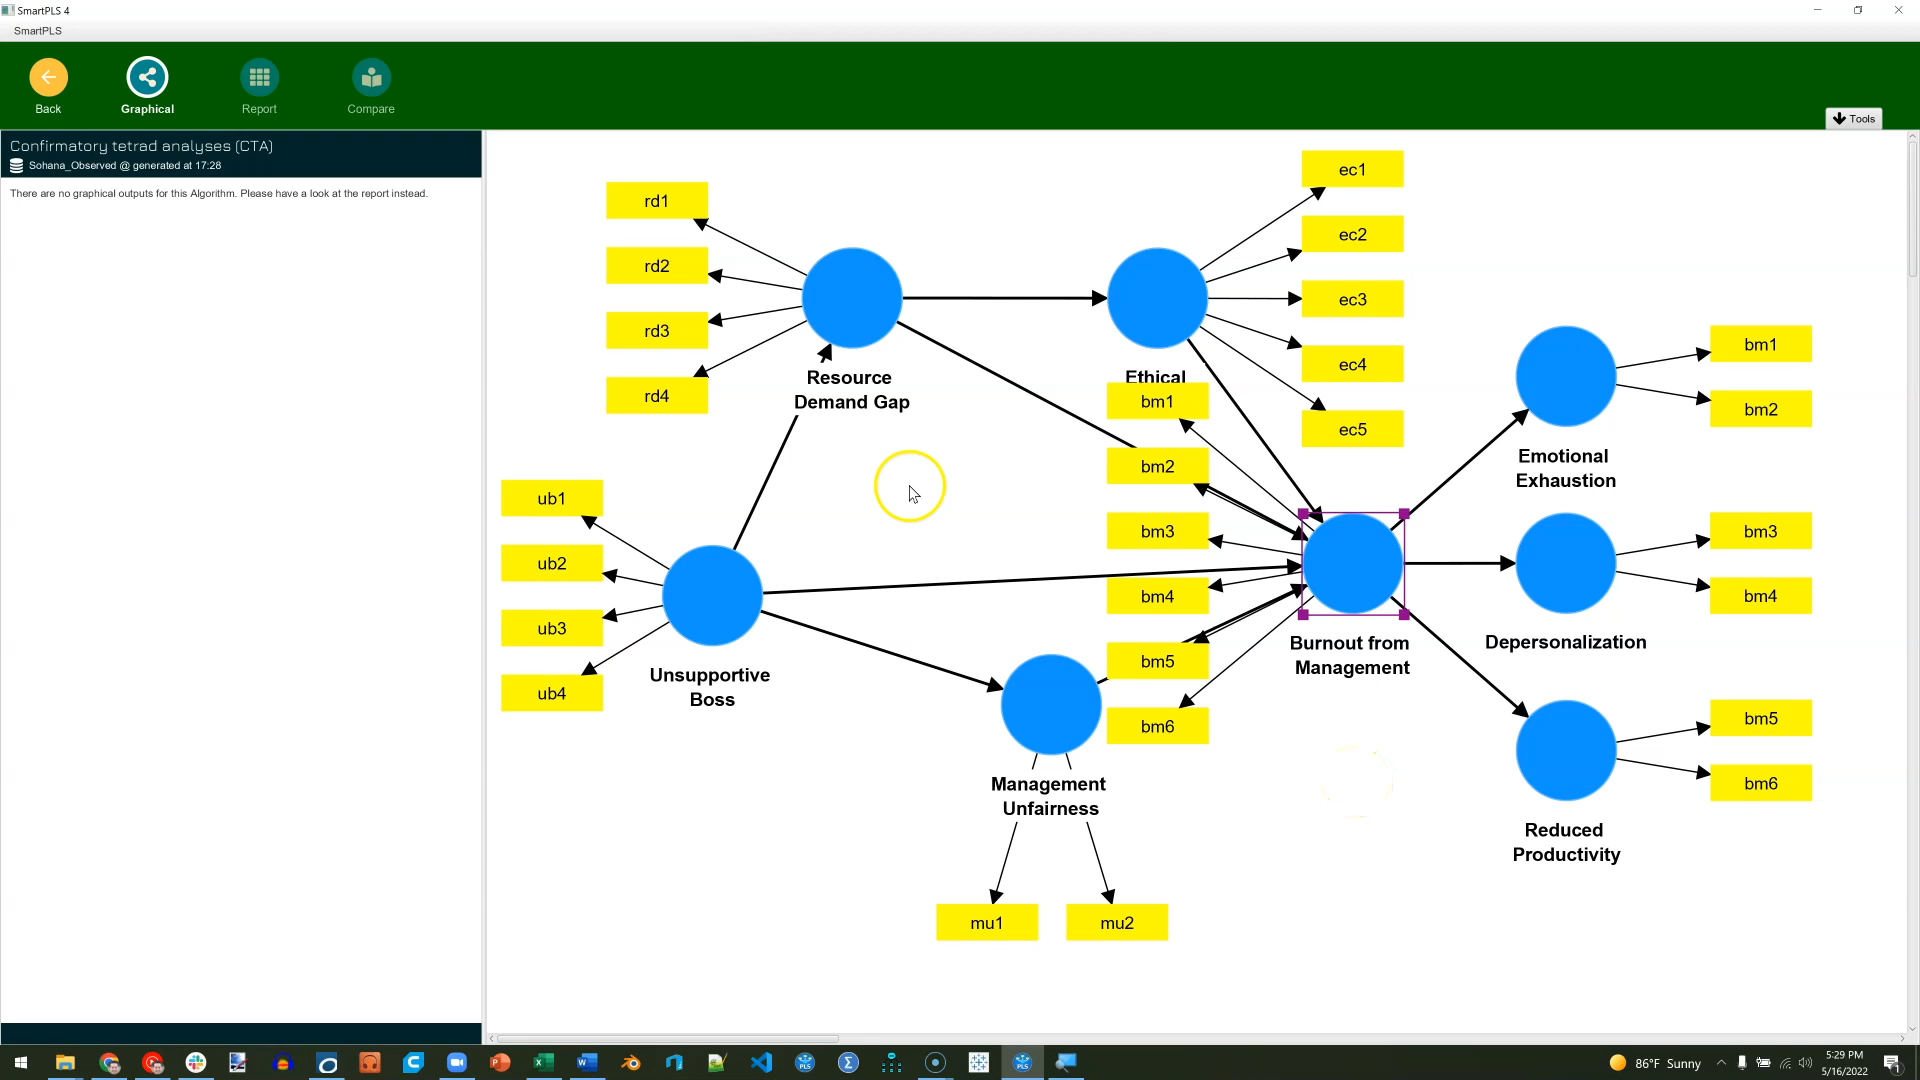 SmartPLS 4
SmartPLS
Back
Graphical
Report
Compare
Tools
Confirmatory tetrad analyses (CTA)
Sohana_Observed @ generated at 17:28
There are no graphical outputs for this Algorithm. Please have a look at the report instead.
rd1
rd2
rd3
rd4
Resource
Demand Gap
ec1
ec2
ec3
ec4
ec5
Ethical
bm1
bm2
bm3
bm4
bm5
bm6
ub1
ub2
ub3
ub4
Unsupportive
Boss
Management
Unfairness
mu1
mu2
Burnout from
Management
Emotional
Exhaustion
bm1
bm2
Depersonalization
bm3
bm4
Reduced
Productivity
bm5
bm6
PLS
PLS
86°F Sunny
5:29 PM
5/16/2022
1